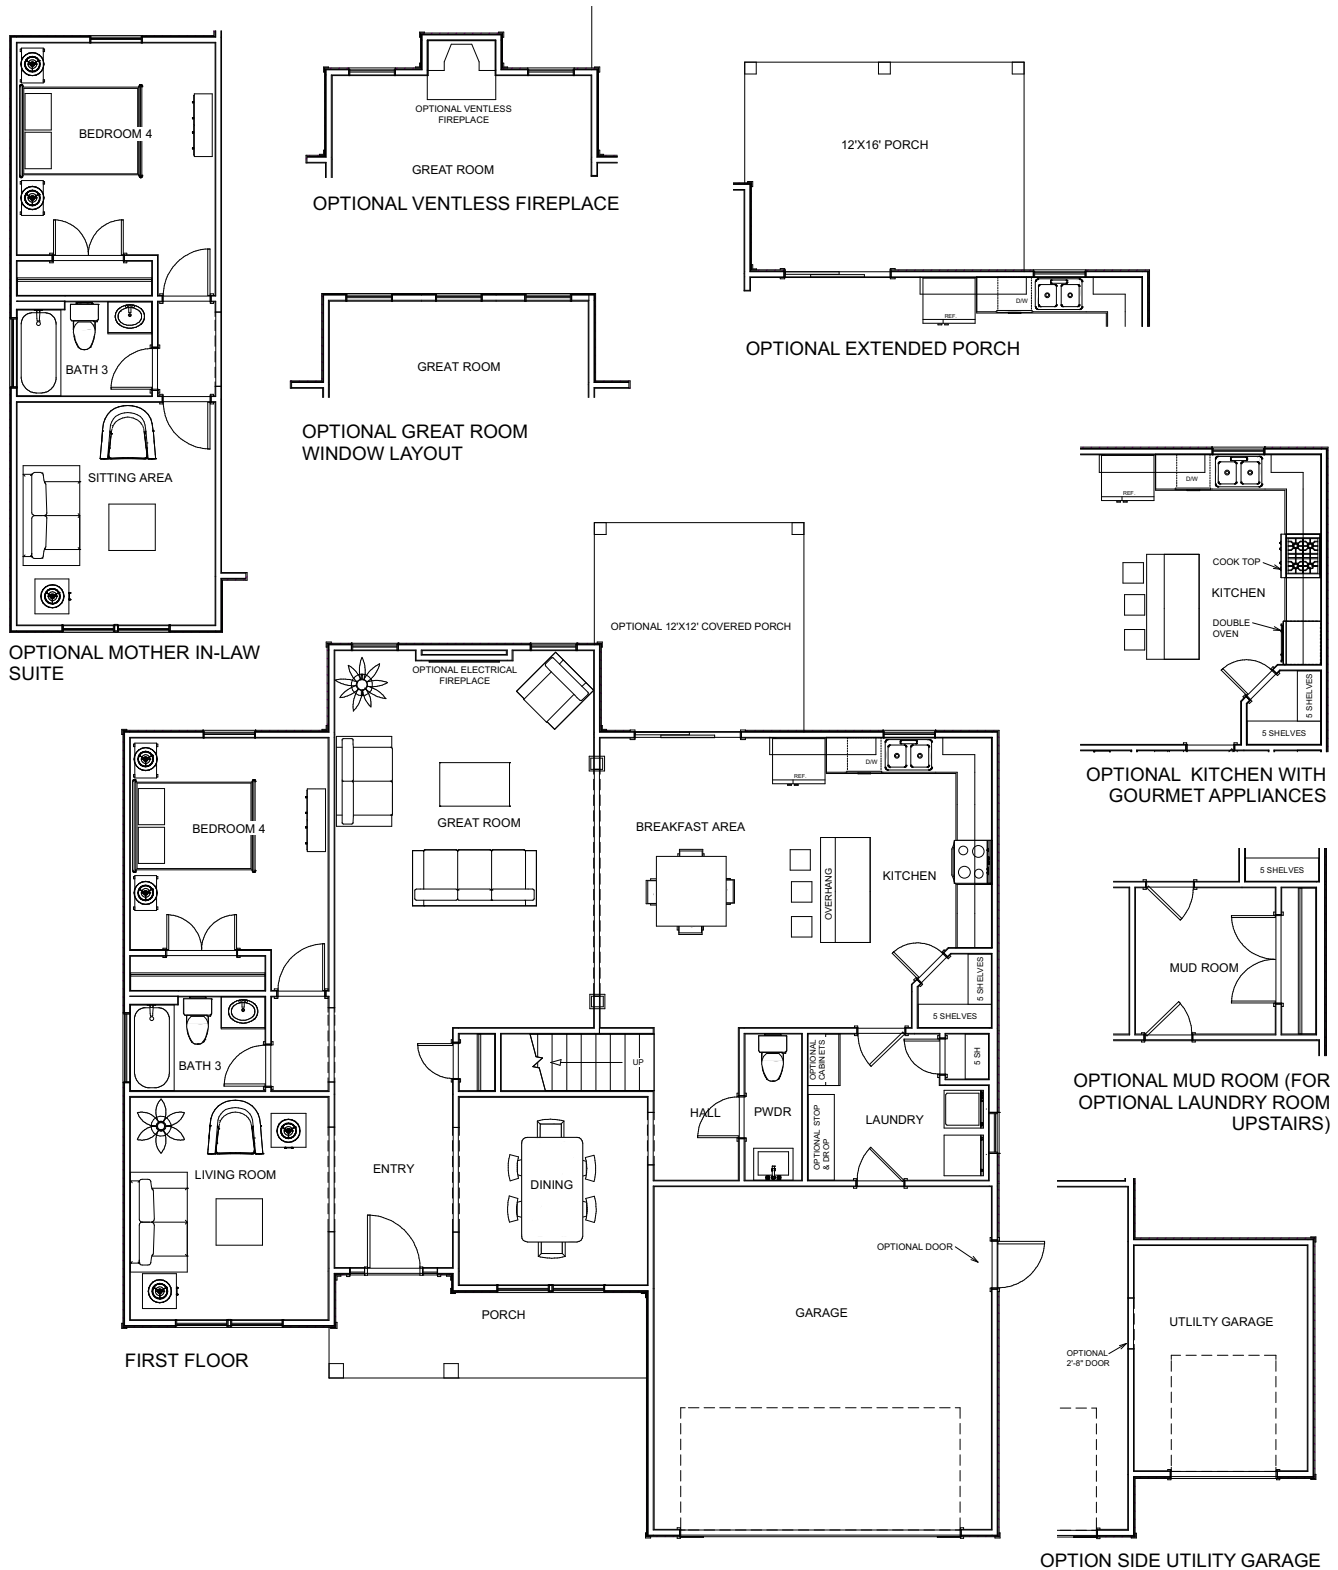 BEDROOM 4
BATH 3
SITTING AREA
OPTIONAL MOTHER IN-LAW
SUITE
OPTIONAL VENTLESS
FIREPLACE
GREAT ROOM
OPTIONAL VENTLESS FIREPLACE
GREAT ROOM
OPTIONAL GREAT ROOM
WINDOW LAYOUT
12'X16' PORCH
REF.
D/W
OPTIONAL EXTENDED PORCH
REF.
D/W
COOK TOP
KITCHEN
DOUBLE
OVEN
5 SHELVES
5 SHELVES
OPTIONAL KITCHEN WITH
GOURMET APPLIANCES
5 SHELVES
MUD ROOM
OPTIONAL MUD ROOM (FOR
OPTIONAL LAUNDRY ROOM
UPSTAIRS)
OPTIONAL 12'X12' COVERED PORCH
OPTIONAL ELECTRICAL
FIREPLACE
GREAT ROOM
BEDROOM 4
BREAKFAST AREA
REF.
D/W
OVERHANG
KITCHEN
5 SHELVES
5 SHELVES
BATH 3
UP
OPTIONAL
CABINETS
5 SH
HALL
PWDR
OPTIONAL STOP
& DROP
LAUNDRY
LIVING ROOM
ENTRY
DINING
OPTIONAL DOOR
GARAGE
PORCH
FIRST FLOOR
UTLILTY GARAGE
OPTIONAL
2'-8" DOOR
OPTION SIDE UTILITY GARAGE